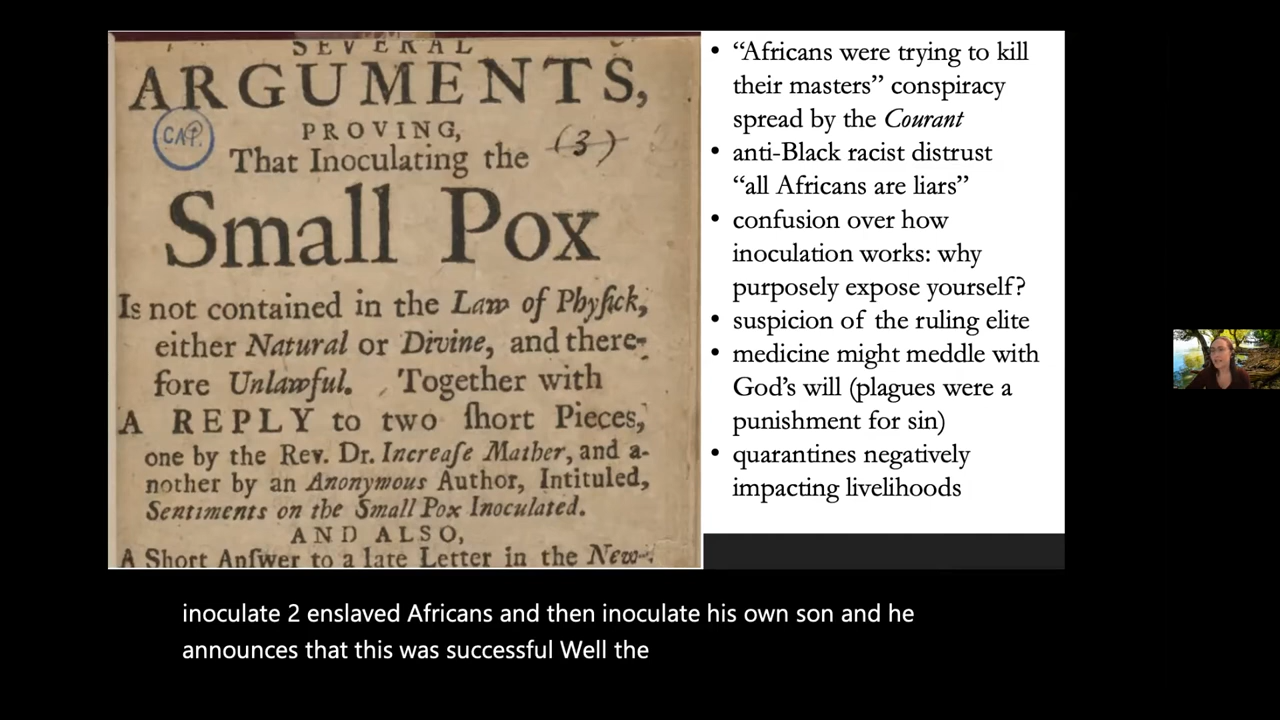 SEVERAL
ARGUMENTS,
PROVING,
That Inoculating the
(3)
CAP.
Small Pox
Is not contained in the Law of Phyſick,
either Natural or Divine, and there-
fore Unlawful. Together with
A REPLY to two ſhort Pieces,
one by the Rev. Dr. Increaſe Mather, and a-
nother by an Anonymous Author, Intituled,
Sentiments on the Small Pox Inoculated.
AND ALSO,
A Short Anſwer to a late Letter in the New-
• “Africans were trying to kill
their masters” conspiracy
spread by the Courant
• anti-Black racist distrust
“all Africans are liars”
• confusion over how
inoculation works: why
purposely expose yourself?
• suspicion of the ruling elite
• medicine might meddle with
God’s will (plagues were a
punishment for sin)
• quarantines negatively
impacting livelihoods
inoculate 2 enslaved Africans and then inoculate his own son and he
announces that this was successful Well the